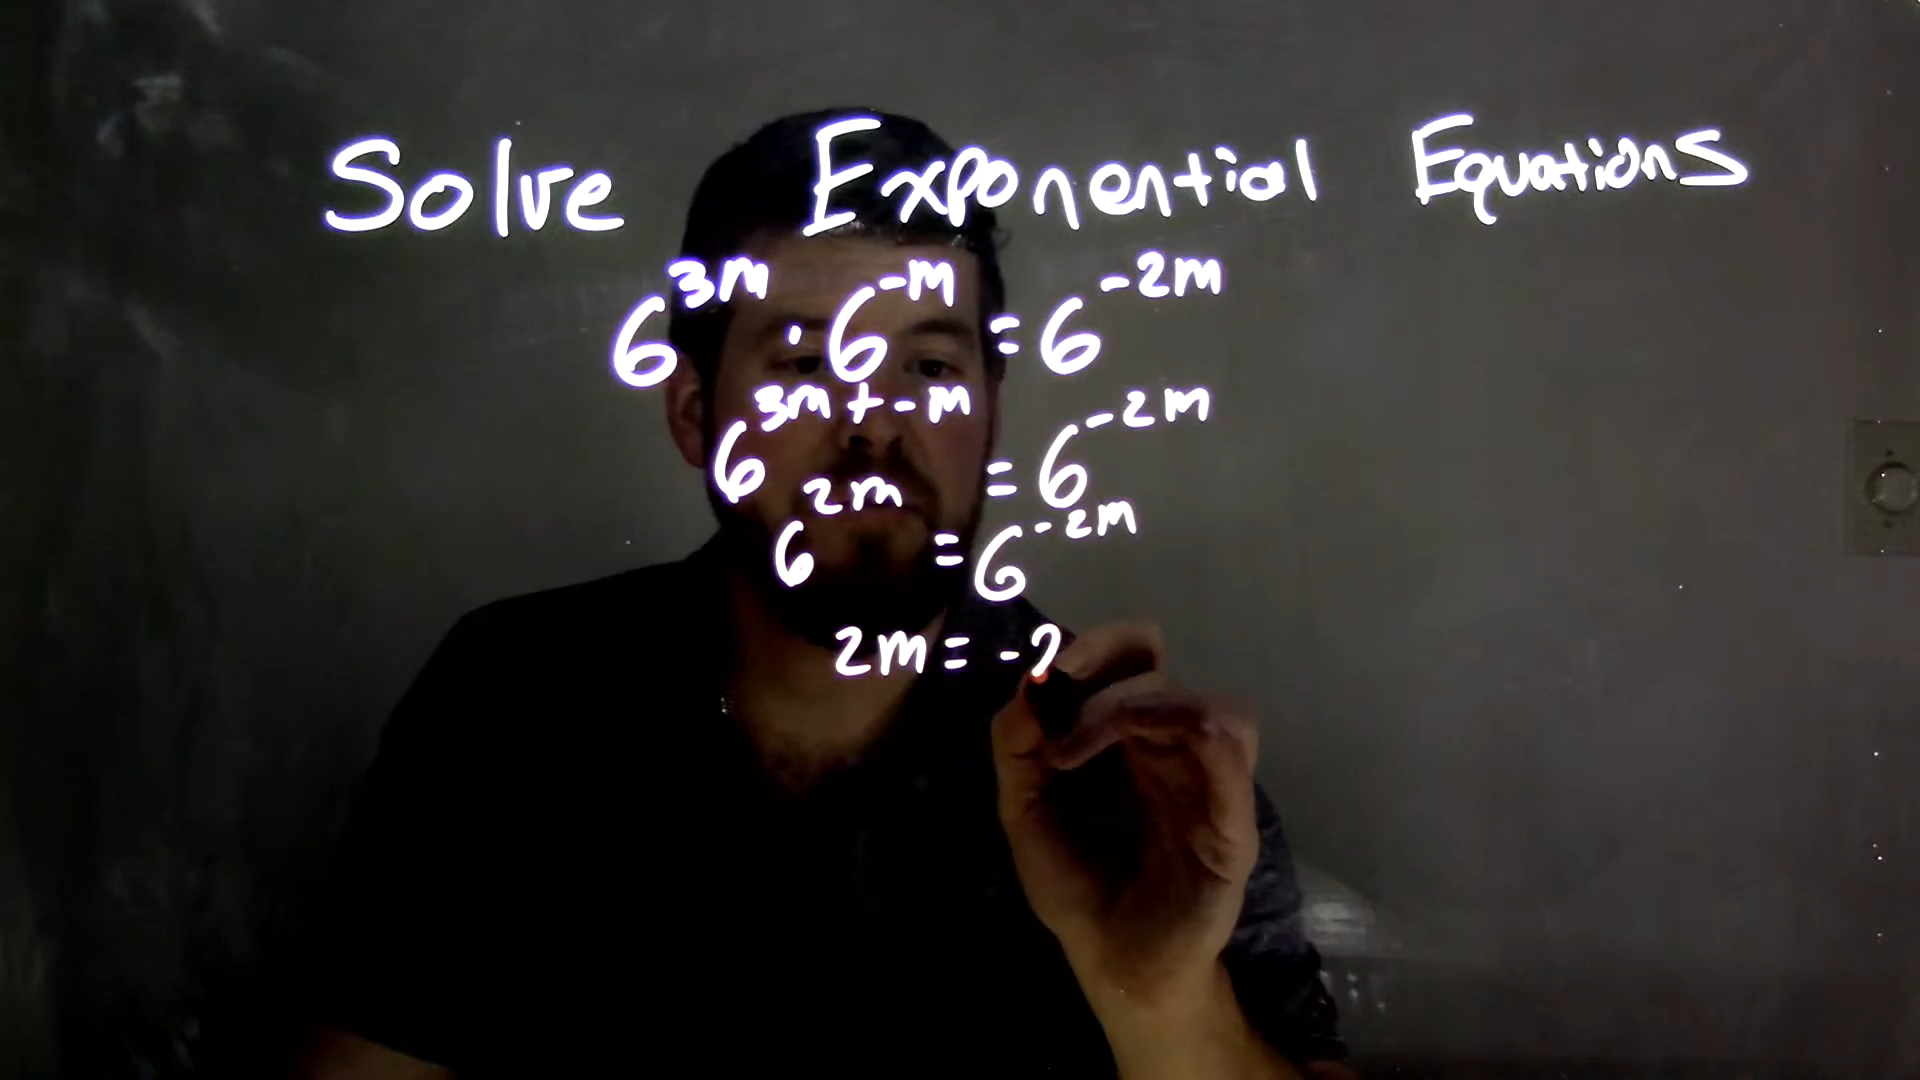 Solve Exponential Equations
6^{3m} · 6^{-m} = 6^{-2m}
6^{3m + -m} = 6^{-2m}
6^{2m} = 6^{-2m}
2m = -2